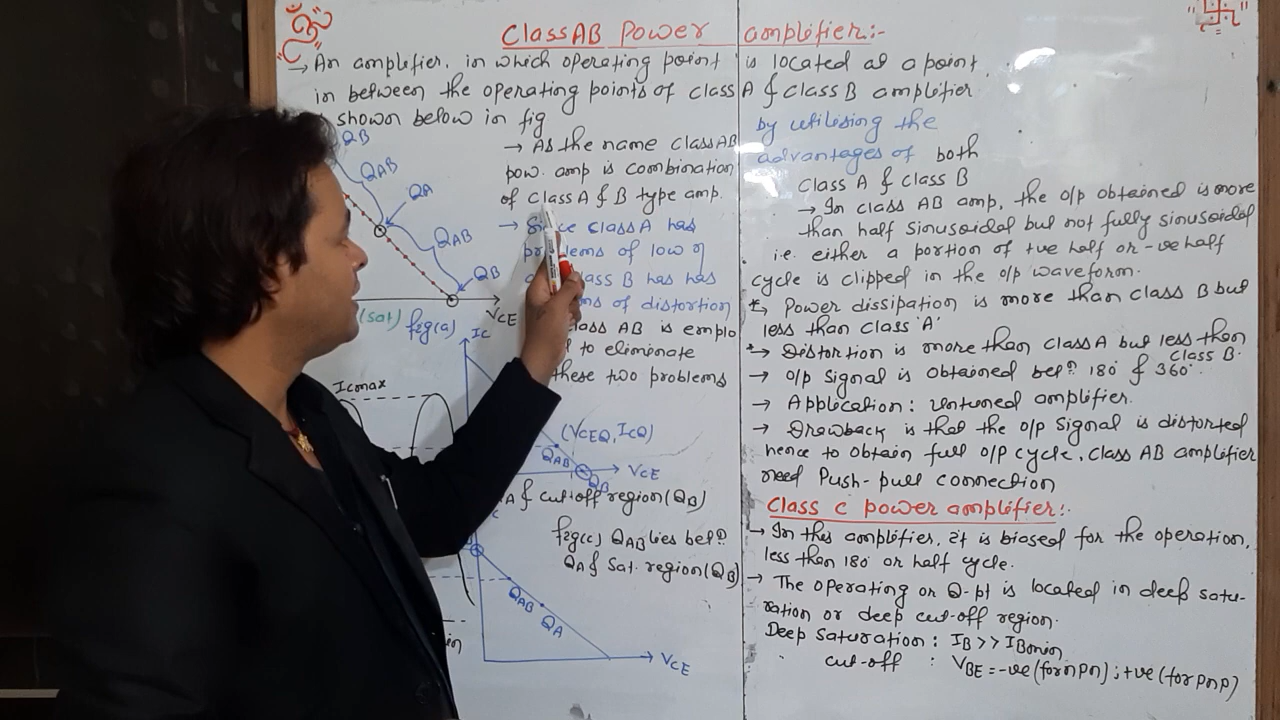 ॐ
Class AB Power amplifier:-
→ An amplifier, in which operating point is located at a point
in between the operating points of class A & class B amplifier
shown below in fig
QB
QAB
QA
QAB
QB
(sat)
fig(a)
VCE
→ As the name class AB
pow. amp is combination
of class A & B type amp.
→ Since class A has
problems of low η
class B has has
of distortion
class AB is emplo
to eliminate
these two problems
Ic
Icmax
(VCEQ, ICQ)
QAB
QB
VCE
A & cut-off region (QB)
fig(c) QAB lies betn
QA & Sat. region (QB)
QAB
QA
VCE
by utilising the
advantages of both
Class A & class B
→ In class AB amp, the o/p obtained is more
than half sinusoidal but not fully sinusoidal
i.e. either a portion of +ve half or -ve half
cycle is clipped in the o/p waveform.
*→ Power dissipation is more than class B but
less than class 'A'
*→ Distortion is more than class A but less than
class B.
→ o/p Signal is obtained betn 180° & 360°.
→ Application: untuned amplifier.
→ Drawback is that the o/p Signal is distorted
hence to obtain full o/p cycle, class AB amplifier
need Push-pull connection
Class C power amplifier:-
→ In this amplifier, it is biased for the operation,
less than 180° or half cycle.
→ The operating or Q-pt is located in deep satu-
ration or deep cut-off region.
Deep Saturation : IB >> IBmin
cut-off : VBE = -ve (for npn) ; +ve (for pnp)